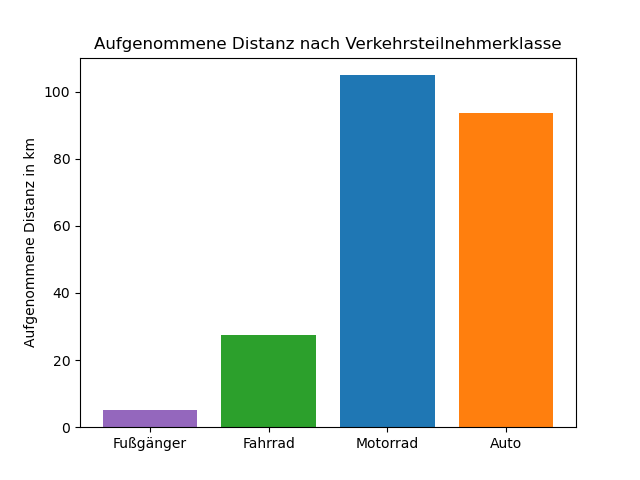 Aufgenommene Distanz nach Verkehrsteilnehmerklasse
Aufgenommene Distanz in km
100
80
60
40
20
0
Fußgänger Fahrrad Motorrad Auto